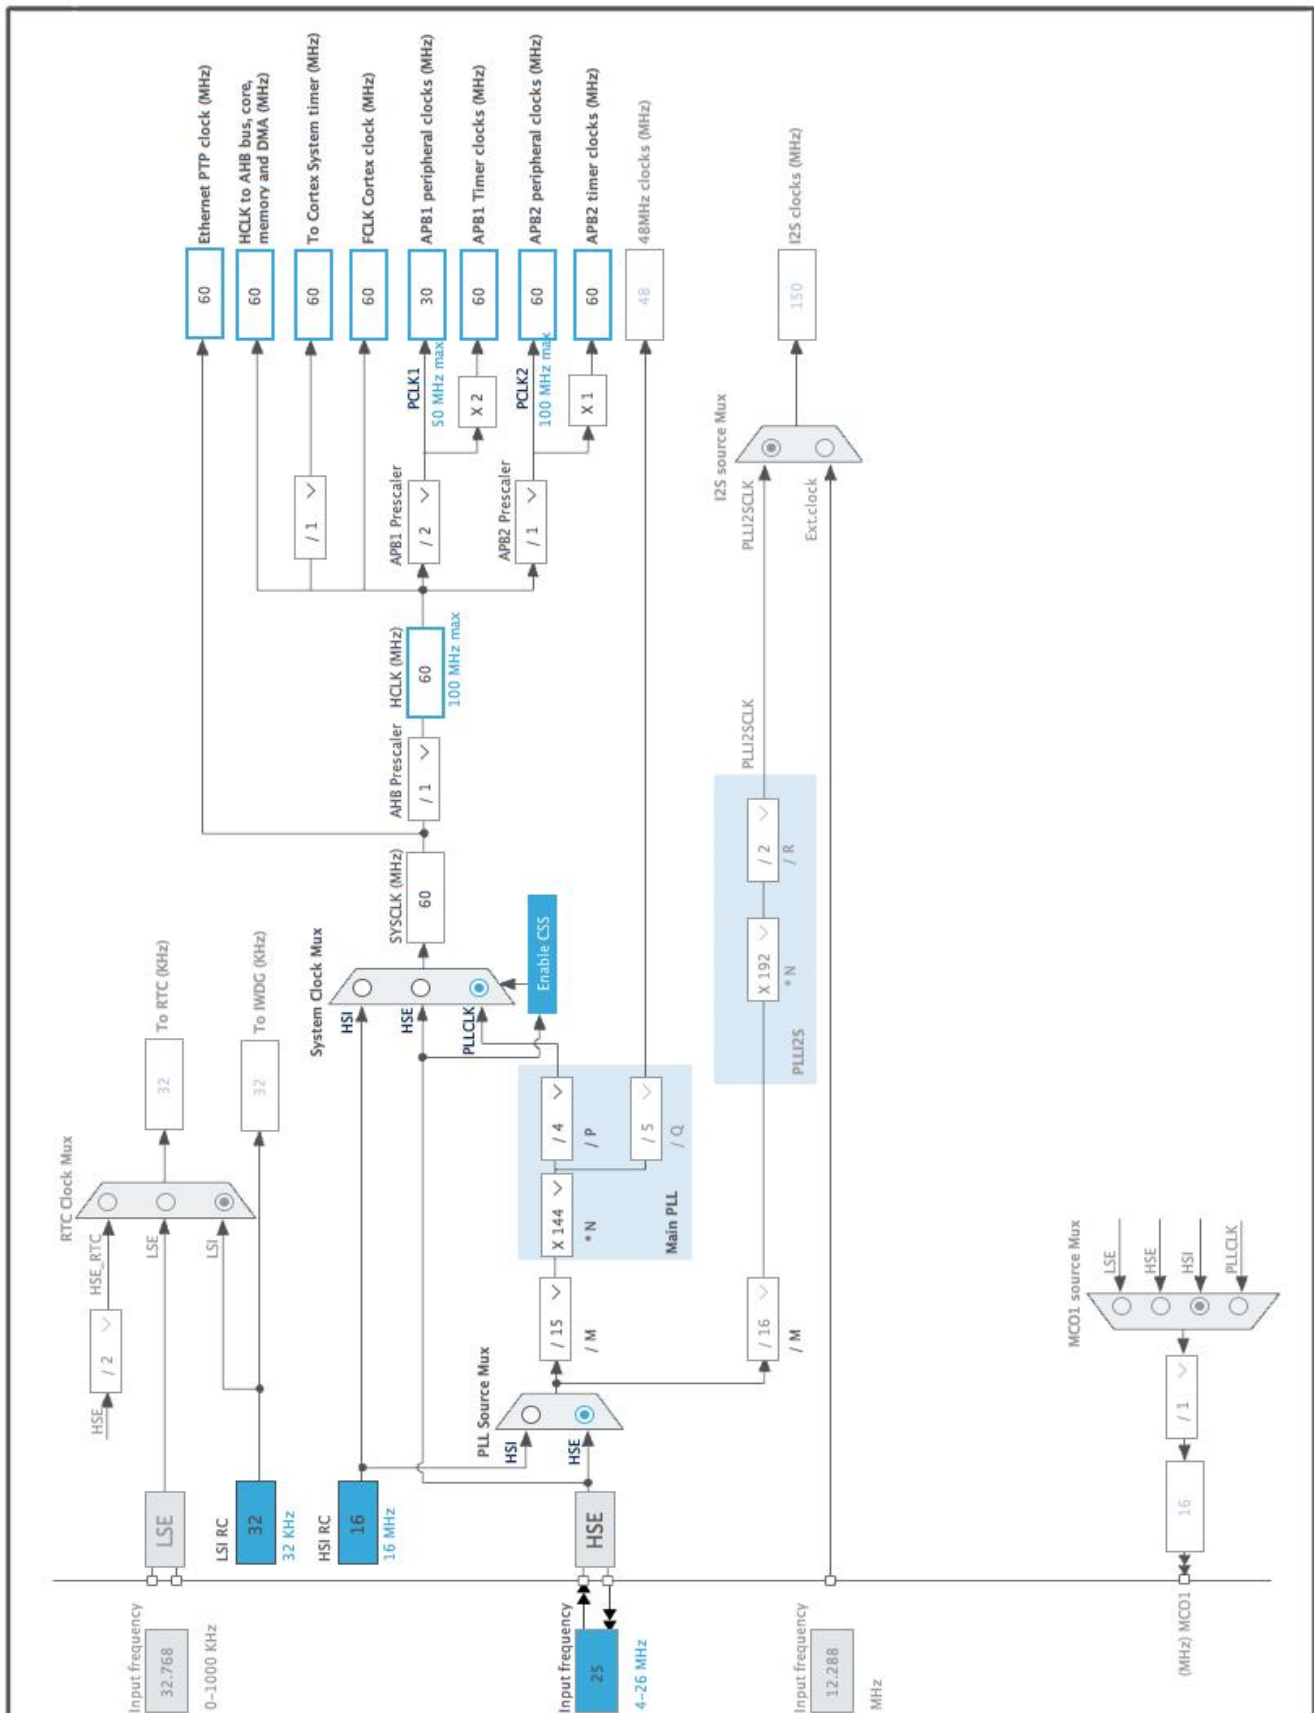 Input frequency
32.768
0-1000 KHz
LSE
HSE
/ 2
HSE_RTC
LSE
LSI
RTC Clock Mux
32
To RTC (KHz)
LSI RC
32
32 KHz
32
To IWDG (KHz)
HSI RC
16
16 MHz
Input frequency
25
4-26 MHz
HSE
PLL Source Mux
HSI
HSE
/ 15
/ M
X 144
* N
/ 4
/ P
/ 5
/ Q
Main PLL
System Clock Mux
HSI
HSE
PLLCLK
Enable CSS
SYSCLK (MHz)
60
AHB Prescaler
/ 1
HCLK (MHz)
60
100 MHz max
/ 1
APB1 Prescaler
/ 2
PCLK1
50 MHz max
X 2
APB2 Prescaler
/ 1
PCLK2
100 MHz max
X 1
60
Ethernet PTP clock (MHz)
60
HCLK to AHB bus, core,
memory and DMA (MHz)
60
To Cortex System timer (MHz)
60
FCLK Cortex clock (MHz)
30
APB1 peripheral clocks (MHz)
60
APB1 Timer clocks (MHz)
60
APB2 peripheral clocks (MHz)
60
APB2 timer clocks (MHz)
48
48MHz clocks (MHz)
/ 16
/ M
X 192
* N
/ 2
/ R
PLLI2S
PLLI2SCLK
PLLI2SCLK
I2S source Mux
Ext.clock
150
I2S clocks (MHz)
Input frequency
12.288
MHz
MCO1 source Mux
LSE
HSE
HSI
PLLCLK
/ 1
16
(MHz) MCO1